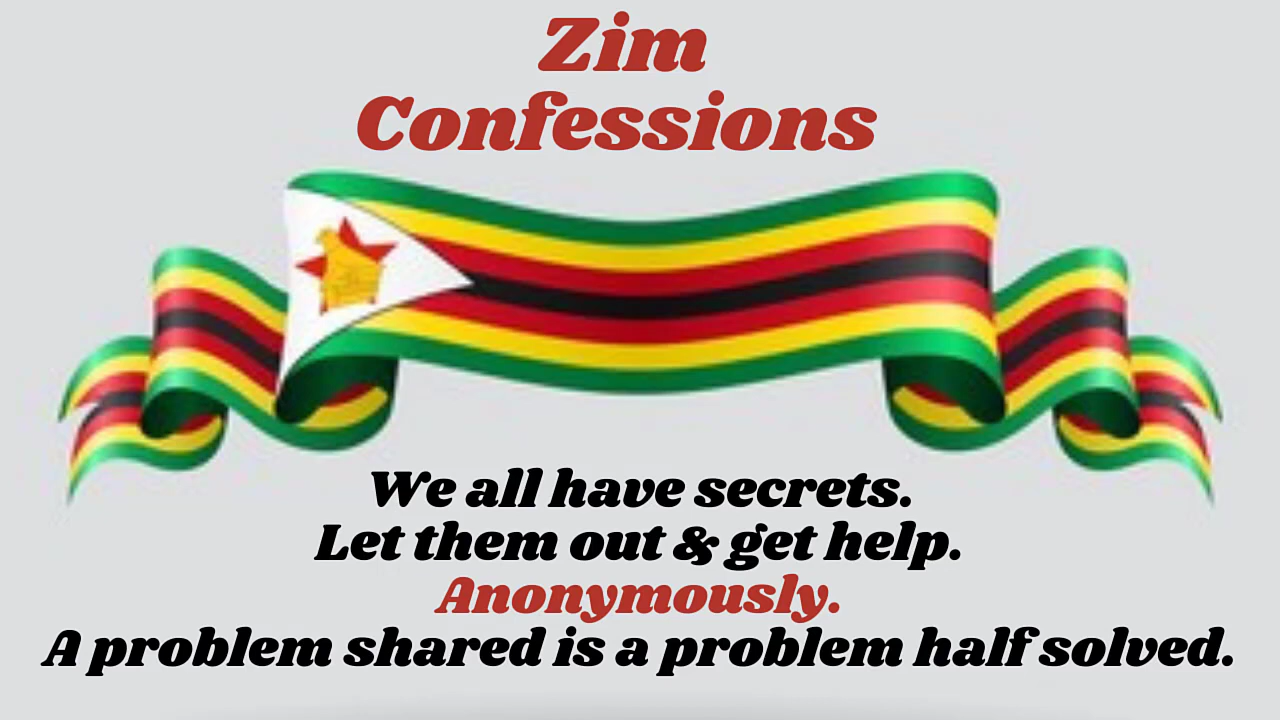 Zim
Confessions
We all have secrets.
Let them out & get help.
Anonymously.
A problem shared is a problem half solved.